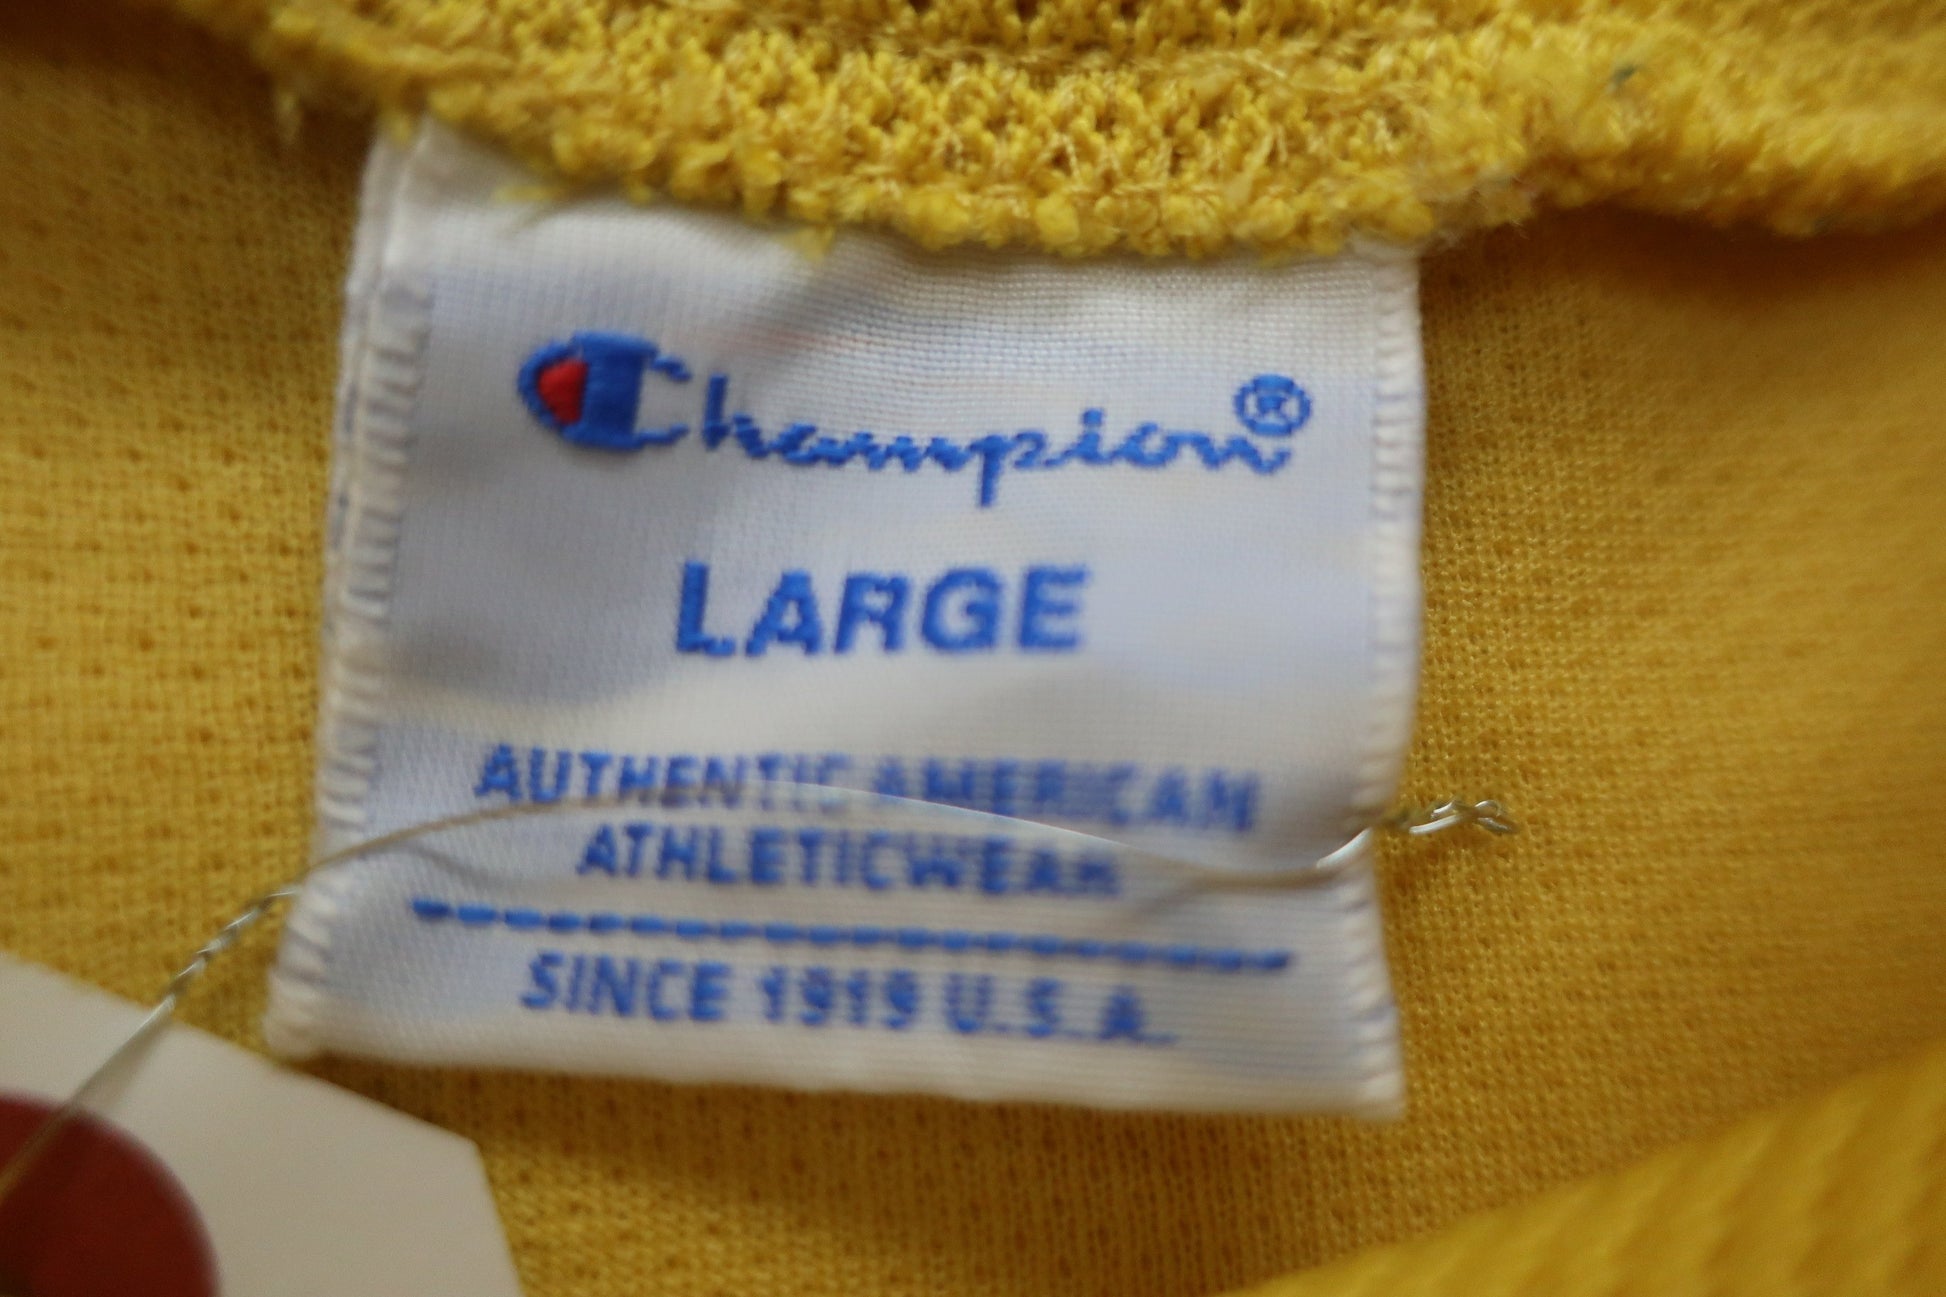 Champion®
LARGE
AUTHENTIC AMERICAN
ATHLETICWEAR
SINCE 1919 U.S.A.